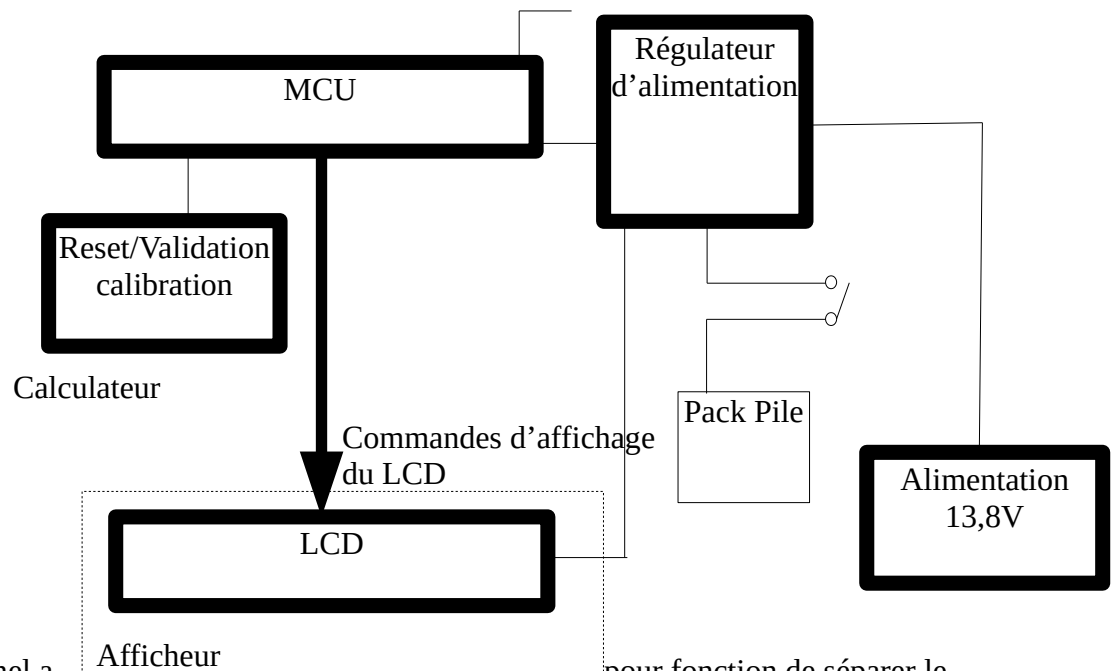 Régulateur
d’alimentation
MCU
Reset/Validation
calibration
Calculateur
Pack Pile
Commandes d’affichage
du LCD
Alimentation
13,8V
LCD
Afficheur
pour fonction de séparer le